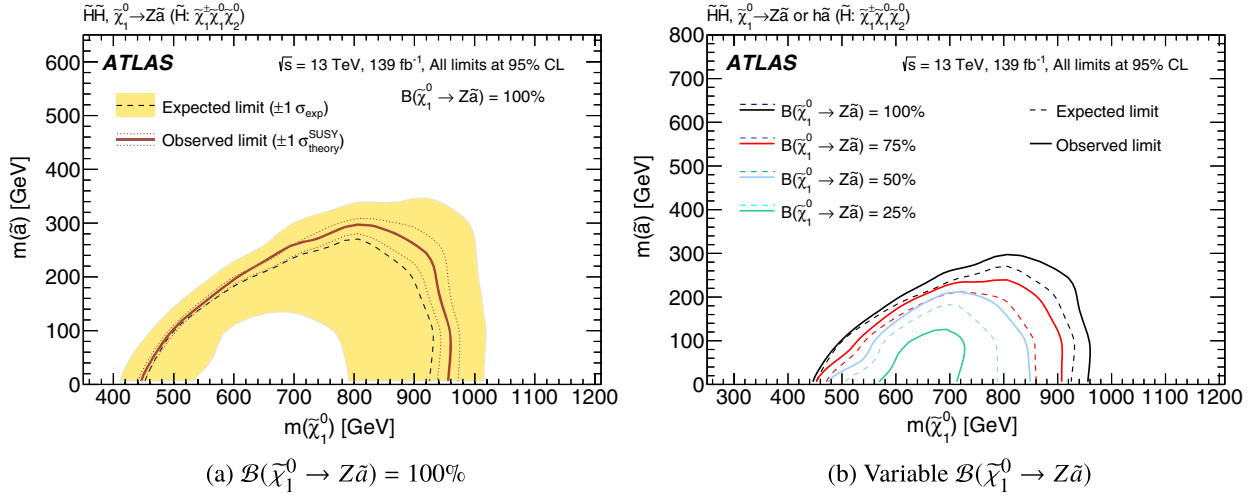 H̃H̃, χ̃₁⁰→Zã (H̃: χ̃₁^±χ̃₁⁰χ̃₂⁰)
ATLAS
√s = 13 TeV, 139 fb⁻¹, All limits at 95% CL
B(χ̃₁⁰ → Zã) = 100%
Expected limit (±1 σ_exp)
Observed limit (±1 σ_theory^SUSY)
m(ã) [GeV]
600
500
400
300
200
100
0
400 500 600 700 800 900 1000 1100 1200
m(χ̃₁⁰) [GeV]
(a) ℬ(χ̃₁⁰ → Zã) = 100%
H̃H̃, χ̃₁⁰→Zã or hã (H̃: χ̃₁^±χ̃₁⁰χ̃₂⁰)
ATLAS
√s = 13 TeV, 139 fb⁻¹, All limits at 95% CL
B(χ̃₁⁰ → Zã) = 100%
B(χ̃₁⁰ → Zã) = 75%
B(χ̃₁⁰ → Zã) = 50%
B(χ̃₁⁰ → Zã) = 25%
Expected limit
Observed limit
m(ã) [GeV]
800
700
600
500
400
300
200
100
0
300 400 500 600 700 800 900 1000 1100 1200
m(χ̃₁⁰) [GeV]
(b) Variable ℬ(χ̃₁⁰ → Zã)